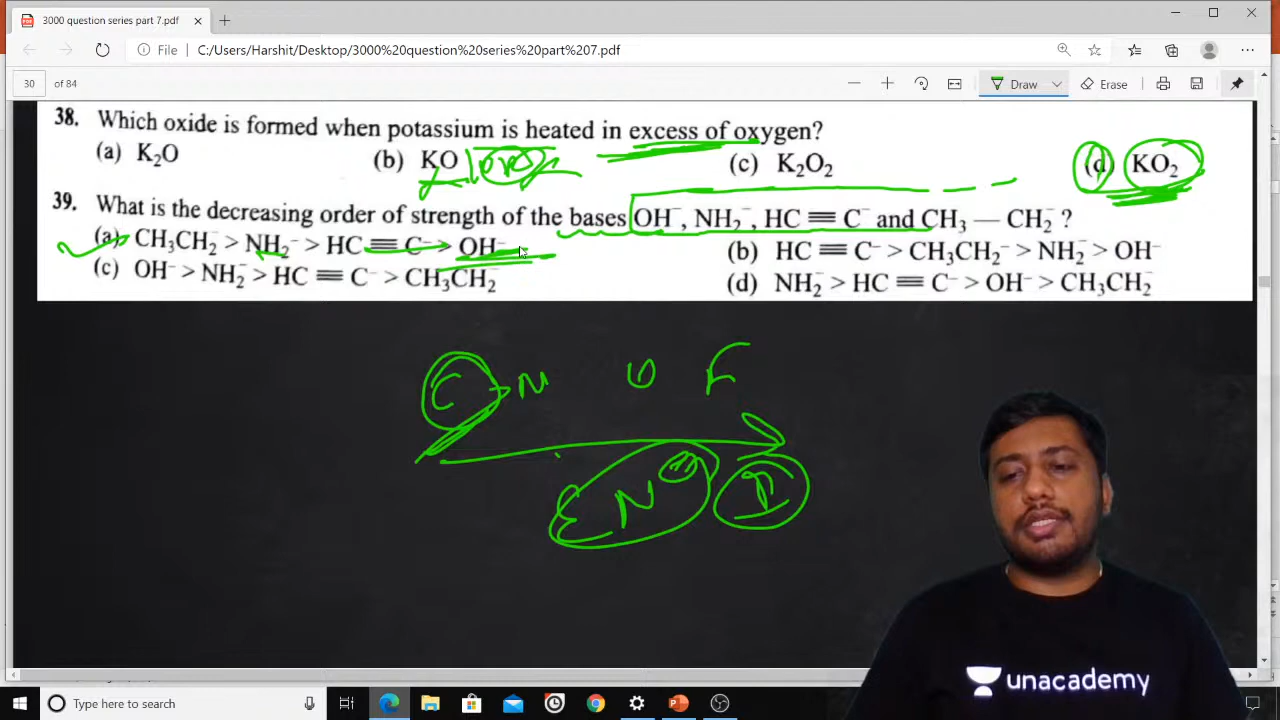 3000 question series part 7.pdf
File C:/Users/Harshit/Desktop/3000%20question%20series%20part%207.pdf
30 of 84 Draw Erase
38. Which oxide is formed when potassium is heated in excess of oxygen?
(a) K₂O (b) KO (c) K₂O₂ (d) KO₂
39. What is the decreasing order of strength of the bases OH⁻, NH₂⁻, HC ≡ C⁻ and CH₃ — CH₂⁻ ?
(a) CH₃CH₂⁻ > NH₂⁻ > HC ≡ C⁻ > OH⁻ (b) HC ≡ C⁻ > CH₃CH₂⁻ > NH₂⁻ > OH⁻
(c) OH⁻ > NH₂⁻ > HC ≡ C⁻ > CH₃CH₂⁻ (d) NH₂⁻ > HC ≡ C⁻ > OH⁻ > CH₃CH₂⁻
C N O F
EN
unacademy
Type here to search